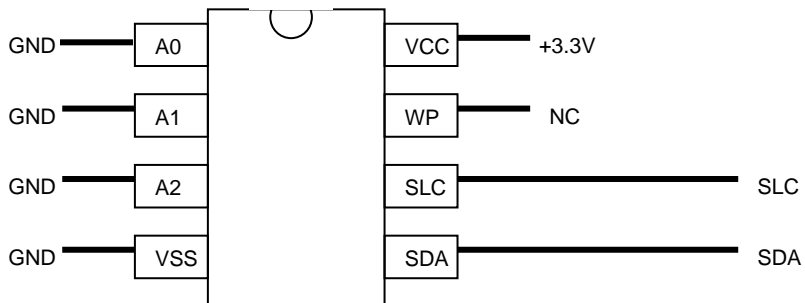 GND A0 VCC +3.3V
GND A1 WP NC
GND A2 SLC SLC
GND VSS SDA SDA